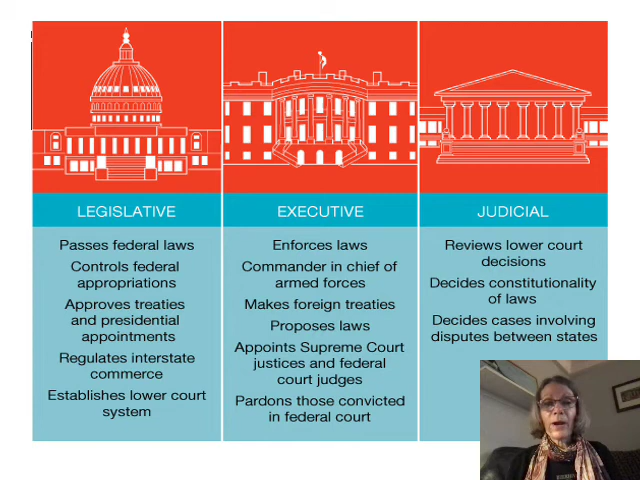 LEGISLATIVE
Passes federal laws
Controls federal
appropriations
Approves treaties
and presidential
appointments
Regulates interstate
commerce
Establishes lower court
system
EXECUTIVE
Enforces laws
Commander in chief of
armed forces
Makes foreign treaties
Proposes laws
Appoints Supreme Court
justices and federal
court judges
Pardons those convicted
in federal court
JUDICIAL
Reviews lower court
decisions
Decides constitutionality
of laws
Decides cases involving
disputes between states